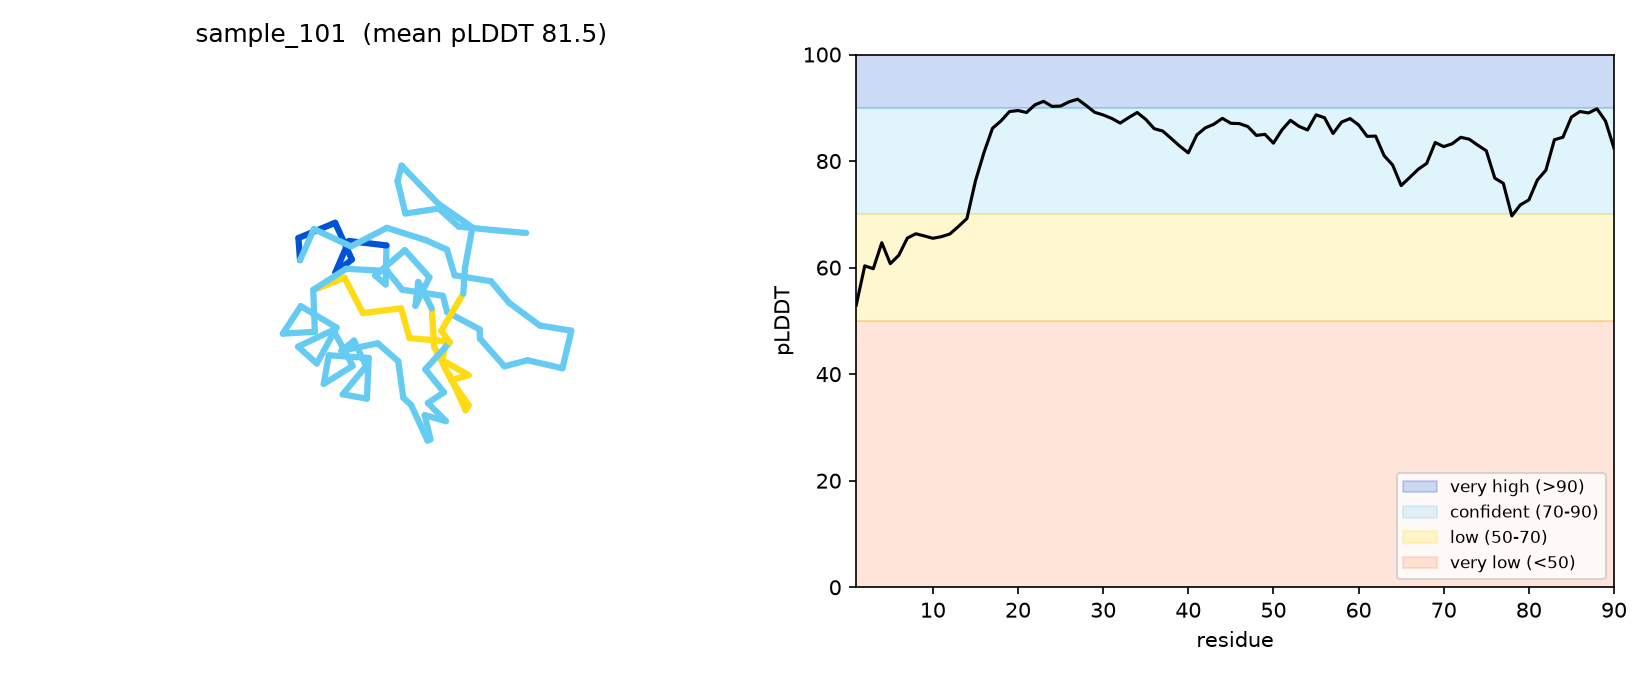 sample_101  (mean pLDDT 81.5)
100
80
60
40
20
0
pLDDT
10 20 30 40 50 60 70 80 90
residue
very high (>90)
confident (70-90)
low (50-70)
very low (<50)